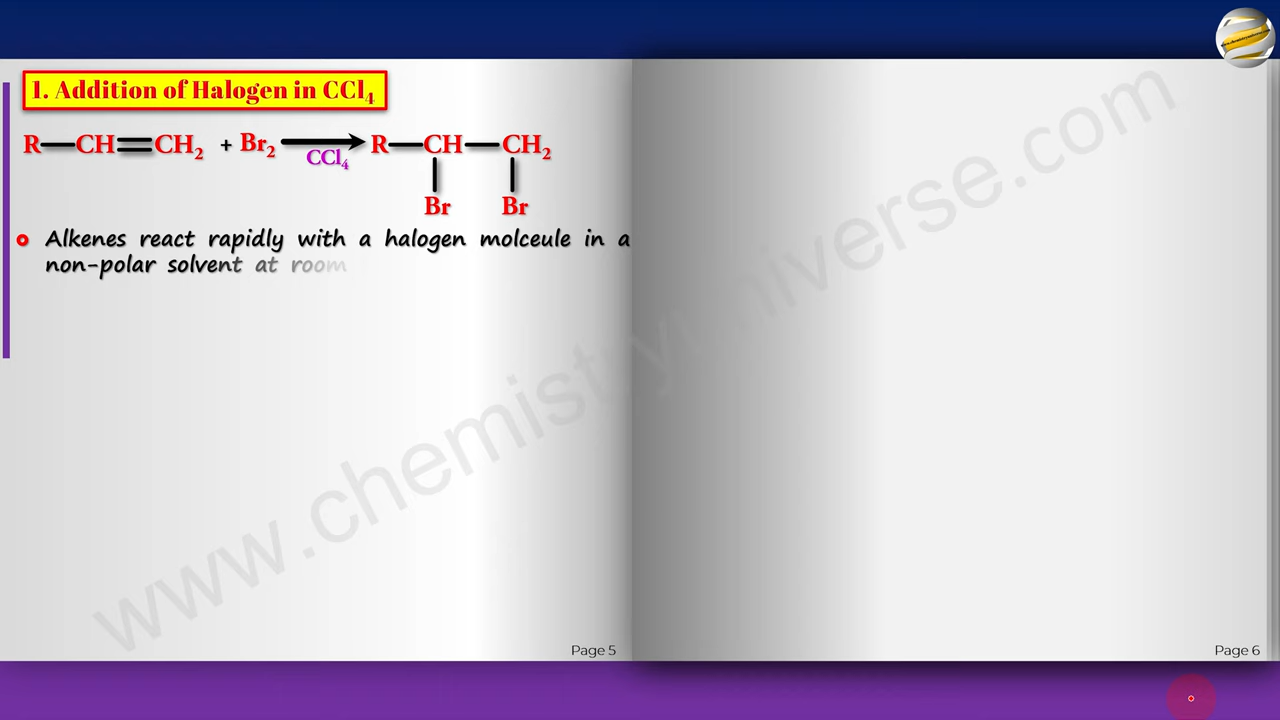 1. Addition of Halogen in CCl₄
R—CH=CH₂ + Br₂ → R—CH—CH₂
CCl₄
Br Br
Alkenes react rapidly with a halogen molceule in a
non-polar solvent at room
www.chemistryuniverse.com
Page 5
Page 6